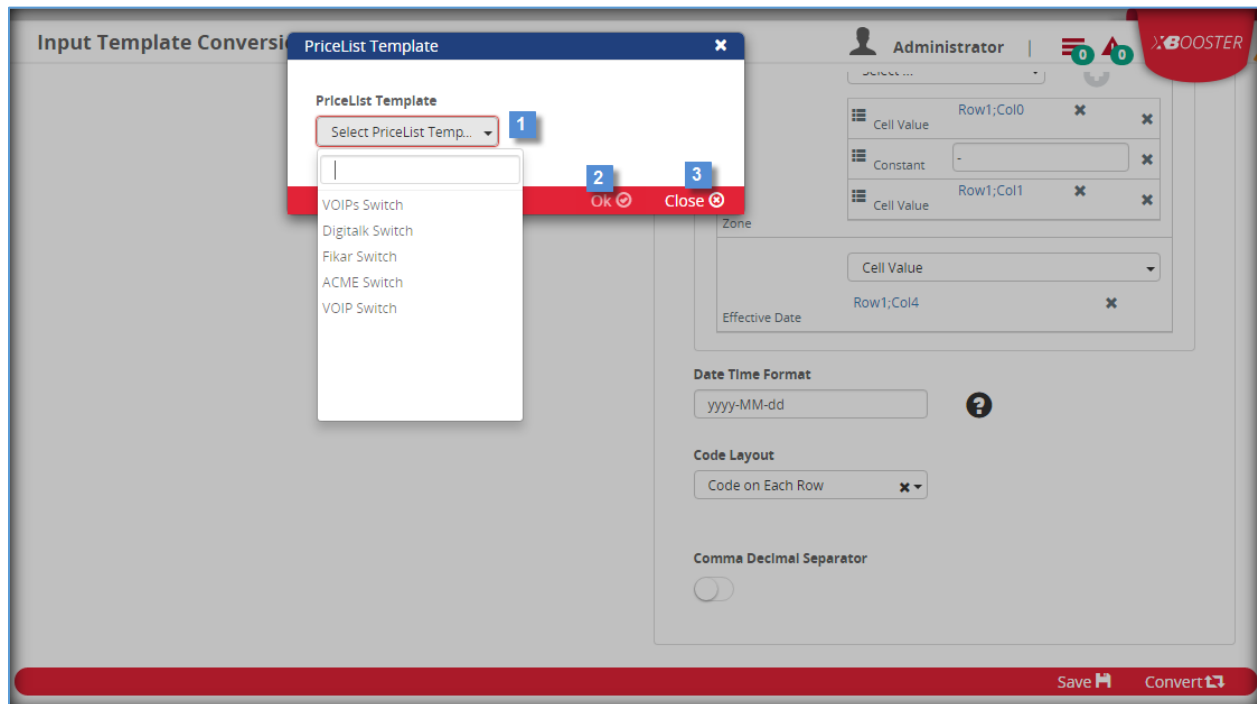 Input Template Conversi
PriceList Template
Administrator |
0
0
XBOOSTER
PriceList Template
Select PriceList Temp...
1
2
3
Ok
Close
VOIPs Switch
Digitalk Switch
Fikar Switch
ACME Switch
VOIP Switch
Select ...
Cell Value Row1;Col0
Constant -
Cell Value Row1;Col1
Zone
Cell Value
Row1;Col4
Effective Date
Date Time Format
yyyy-MM-dd
?
Code Layout
Code on Each Row
Comma Decimal Separator
Save
Convert